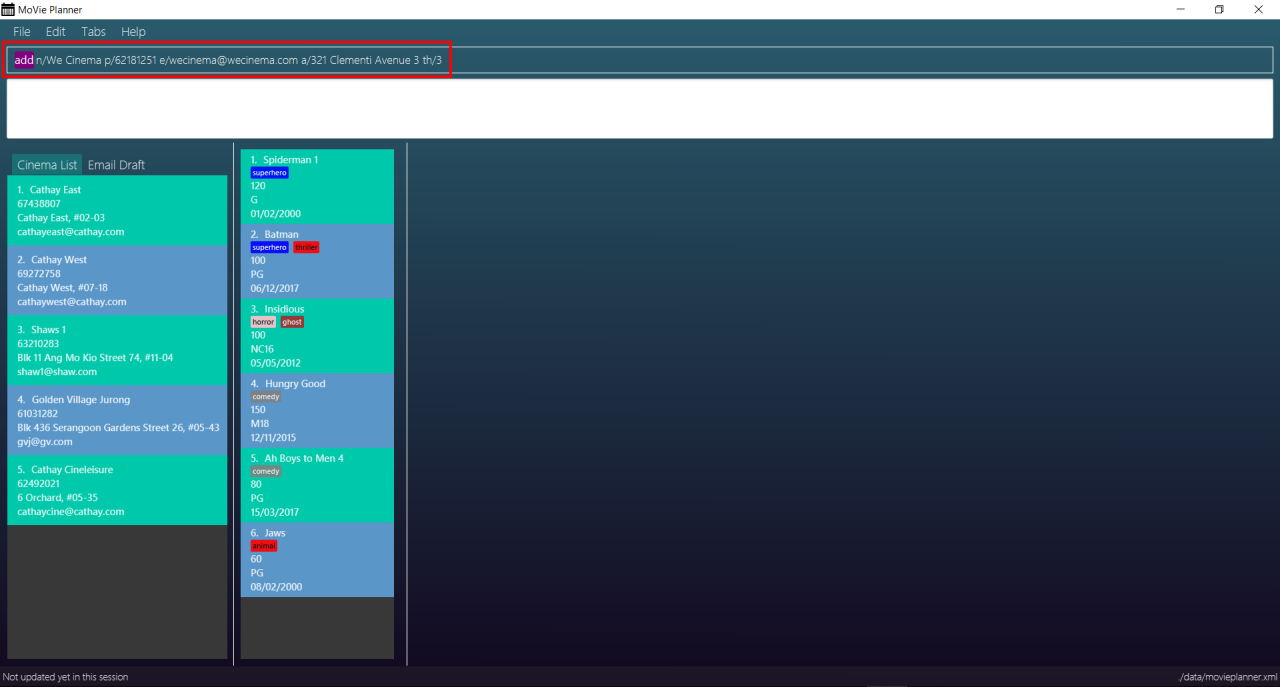 MoVie Planner
File Edit Tabs Help
add n/We Cinema p/62181251 e/wecinema@wecinema.com a/321 Clementi Avenue 3 th/3
Cinema List Email Draft
1. Cathay East
67438807
Cathay East, #02-03
cathayeast@cathay.com
2. Cathay West
69272758
Cathay West, #07-18
cathaywest@cathay.com
3. Shaws 1
63210283
Blk 11 Ang Mo Kio Street 74, #11-04
shaw1@shaw.com
4. Golden Village Jurong
61031282
Blk 436 Serangoon Gardens Street 26, #05-43
gvj@gv.com
5. Cathay Cineleisure
62492021
6 Orchard, #05-35
cathaycine@cathay.com
1. Spiderman 1
superhero
120
G
01/02/2000
2. Batman
superhero thriller
100
PG
06/12/2017
3. Insidious
horror ghost
100
NC16
05/05/2012
4. Hungry Good
comedy
150
M18
12/11/2015
5. Ah Boys to Men 4
comedy
80
PG
15/03/2017
6. Jaws
animal
60
PG
08/02/2000
Not updated yet in this session
./data/movieplanner.xml